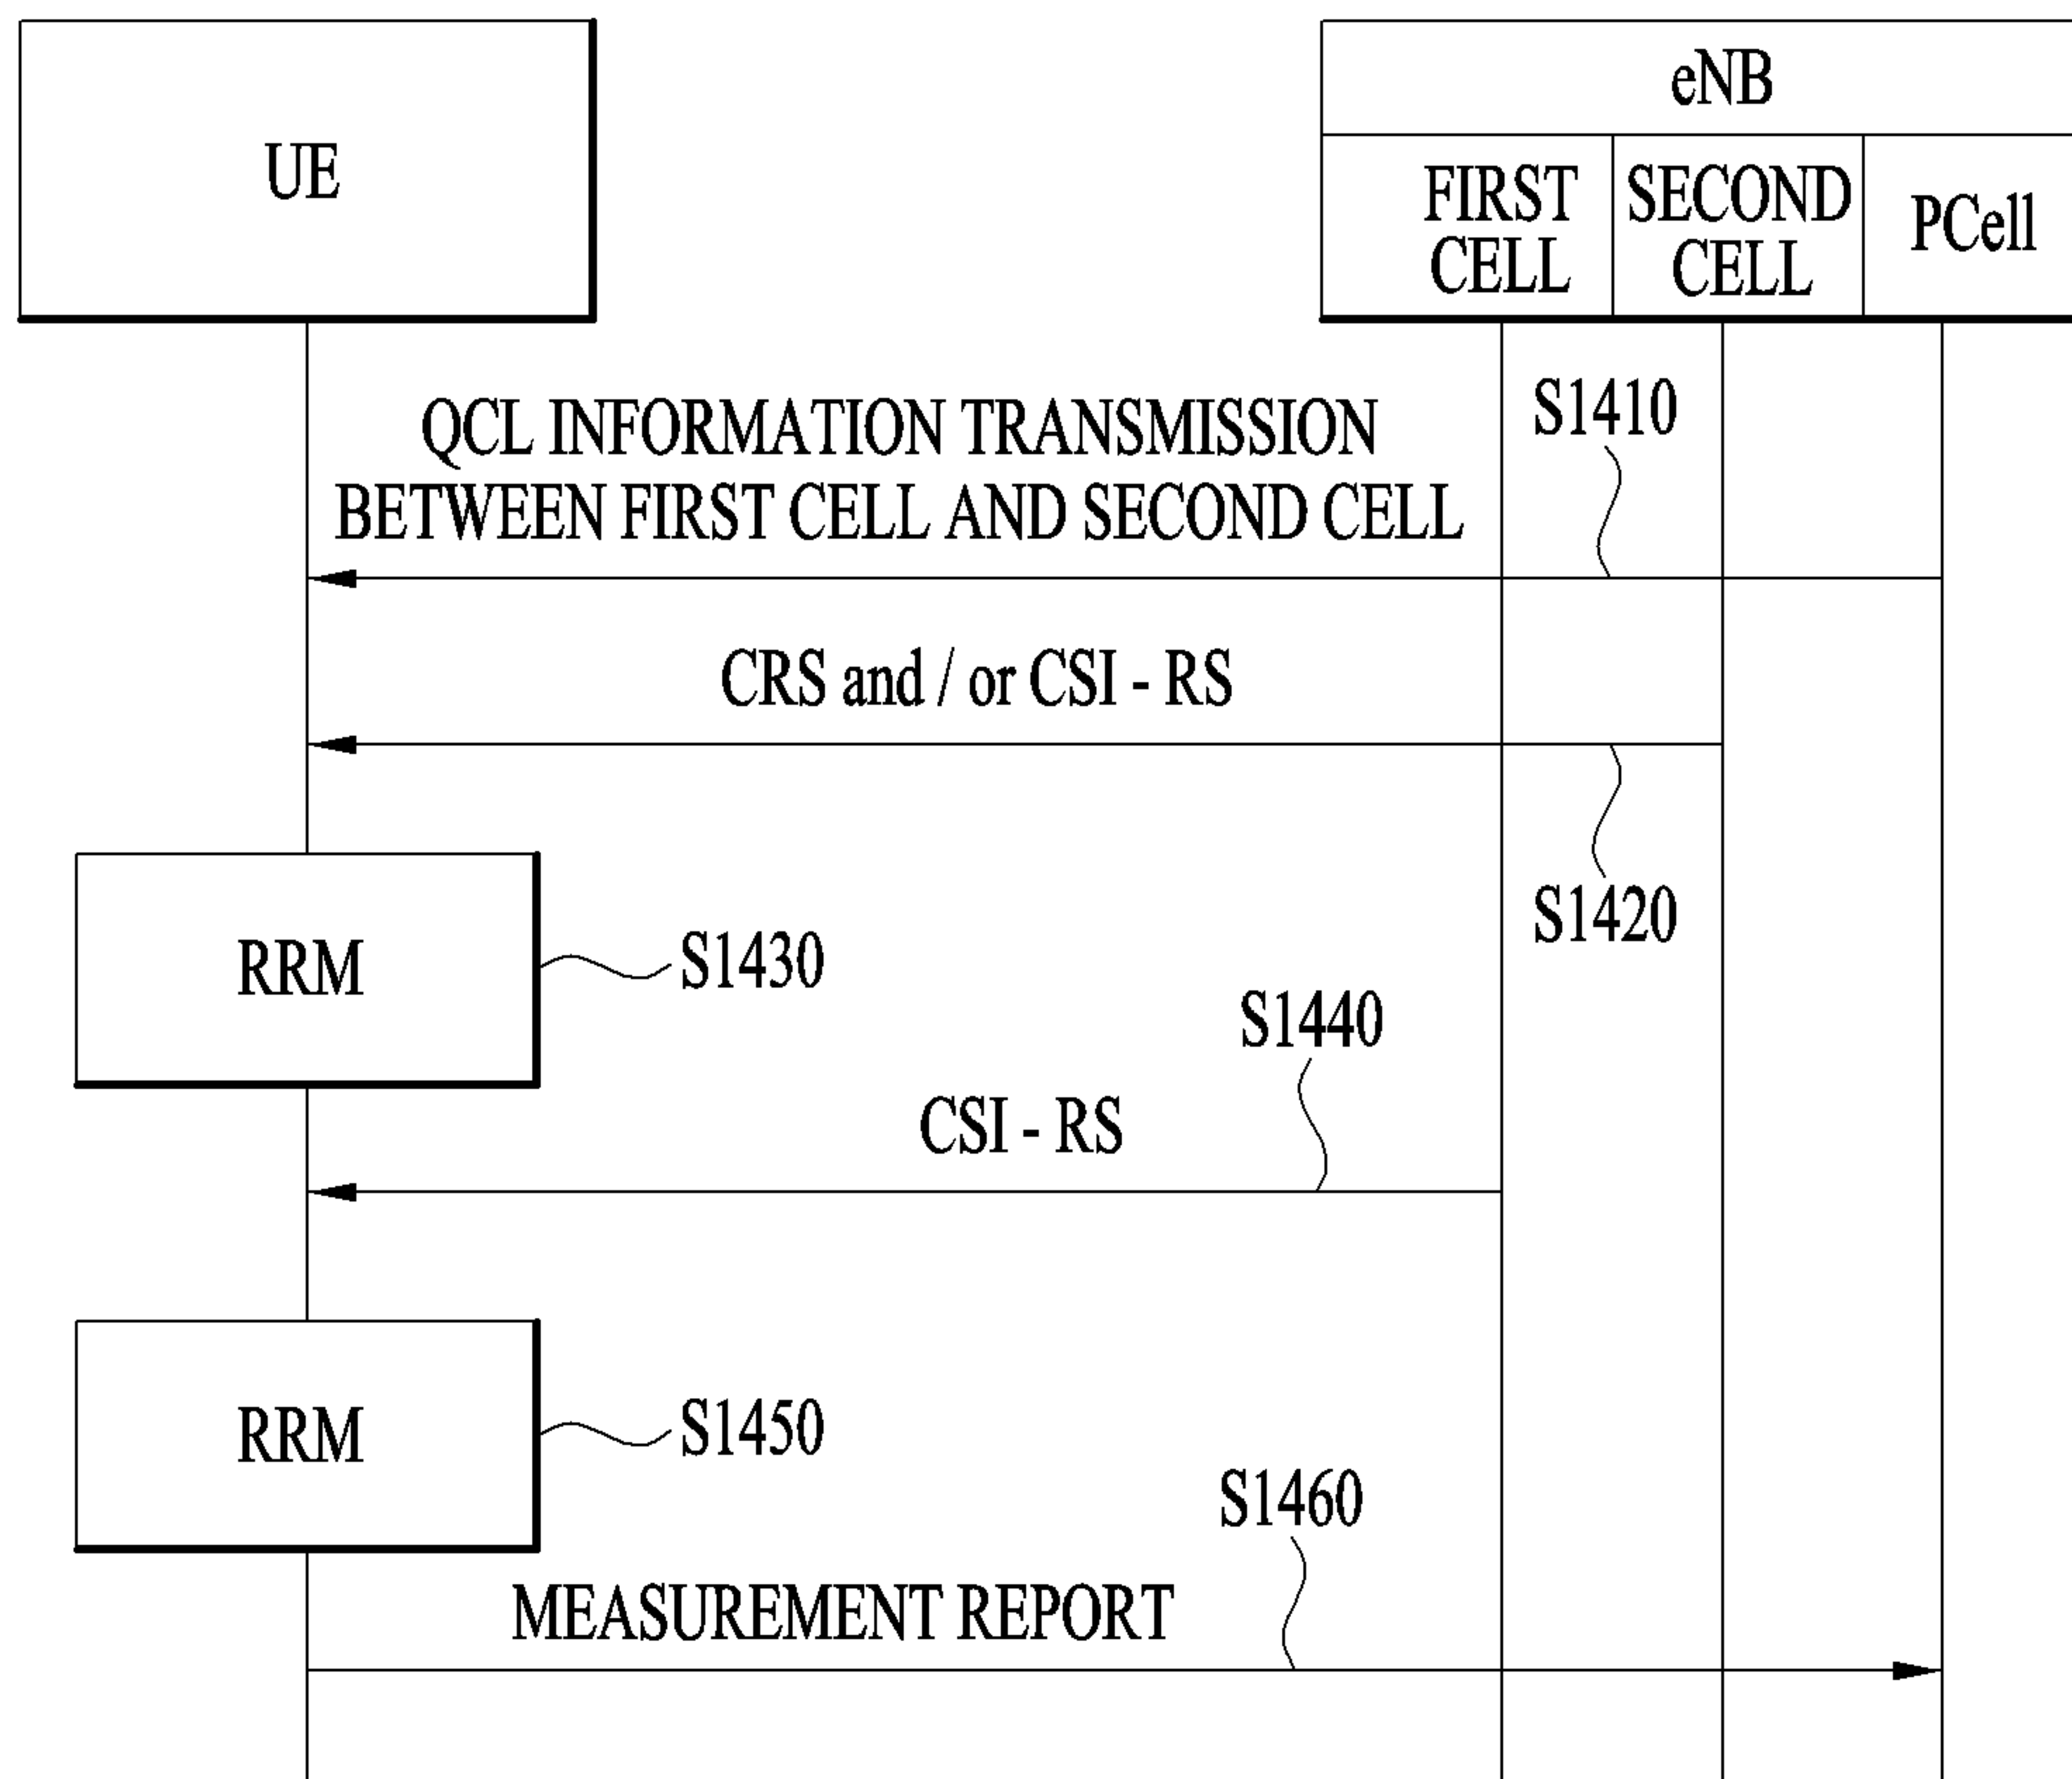 UE
eNB
FIRST
CELL
SECOND
CELL
PCell
S1410
QCL INFORMATION TRANSMISSION
BETWEEN FIRST CELL AND SECOND CELL
CRS and / or CSI - RS
S1420
RRM
S1430
S1440
CSI - RS
RRM
S1450
S1460
MEASUREMENT REPORT